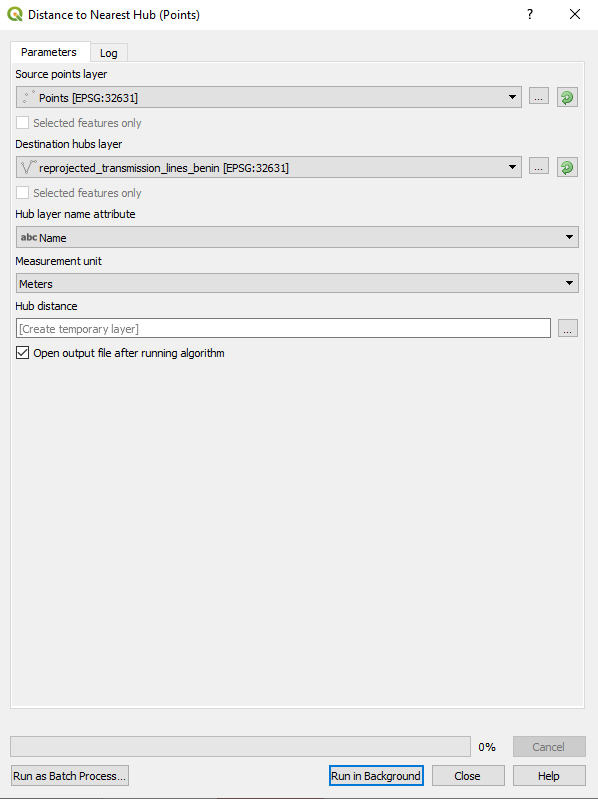 Distance to Nearest Hub (Points)
?
Parameters
Log
Source points layer
Points [EPSG:32631]
...
Selected features only
Destination hubs layer
reprojected_transmission_lines_benin [EPSG:32631]
...
Selected features only
Hub layer name attribute
abc Name
Measurement unit
Meters
Hub distance
[Create temporary layer]
...
Open output file after running algorithm
0%
Cancel
Run as Batch Process...
Run in Background
Close
Help